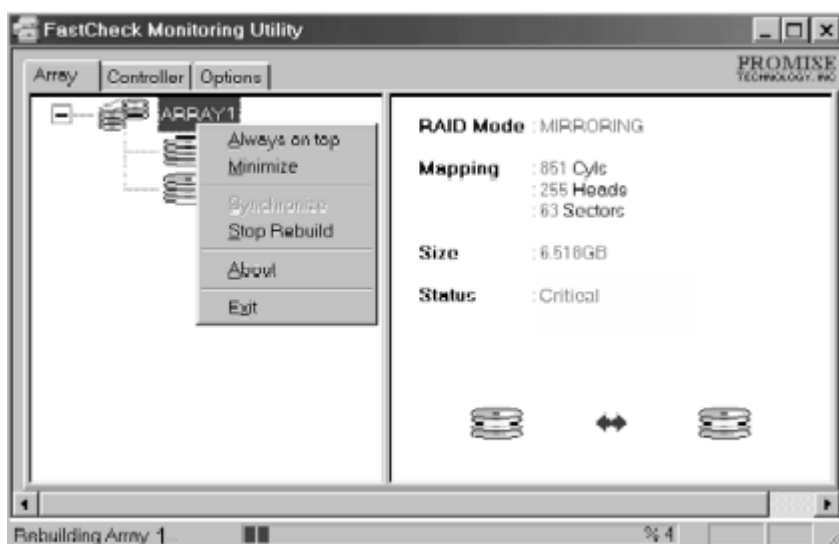 FastCheck Monitoring Utility
Array
Controller
Options
PROMISE
TECHNOLOGY, INC
ARRAY1
Always on top
Minimize
Synchronize
Stop Rebuild
About
Exit
RAID Mode : MIRRORING
Mapping : 851 Cyls
: 255 Heads
: 63 Sectors
Size : 6.518GB
Status : Critical
Rebuilding Array 1...
% 4